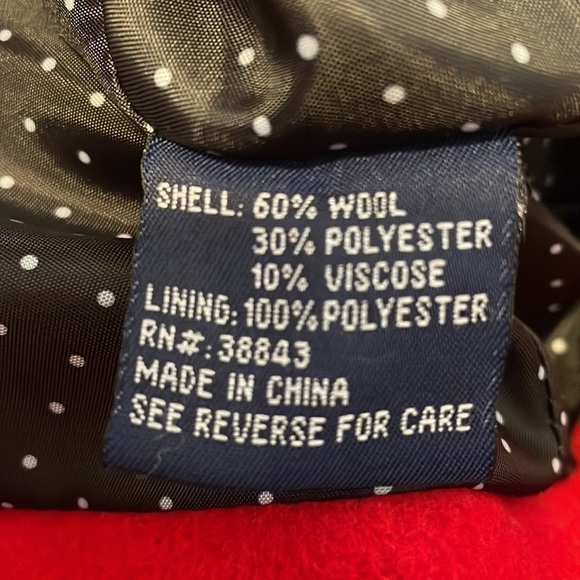 SHELL: 60% WOOL
30% POLYESTER
10% VISCOSE
LINING: 100% POLYESTER
RN#: 38843
MADE IN CHINA
SEE REVERSE FOR CARE